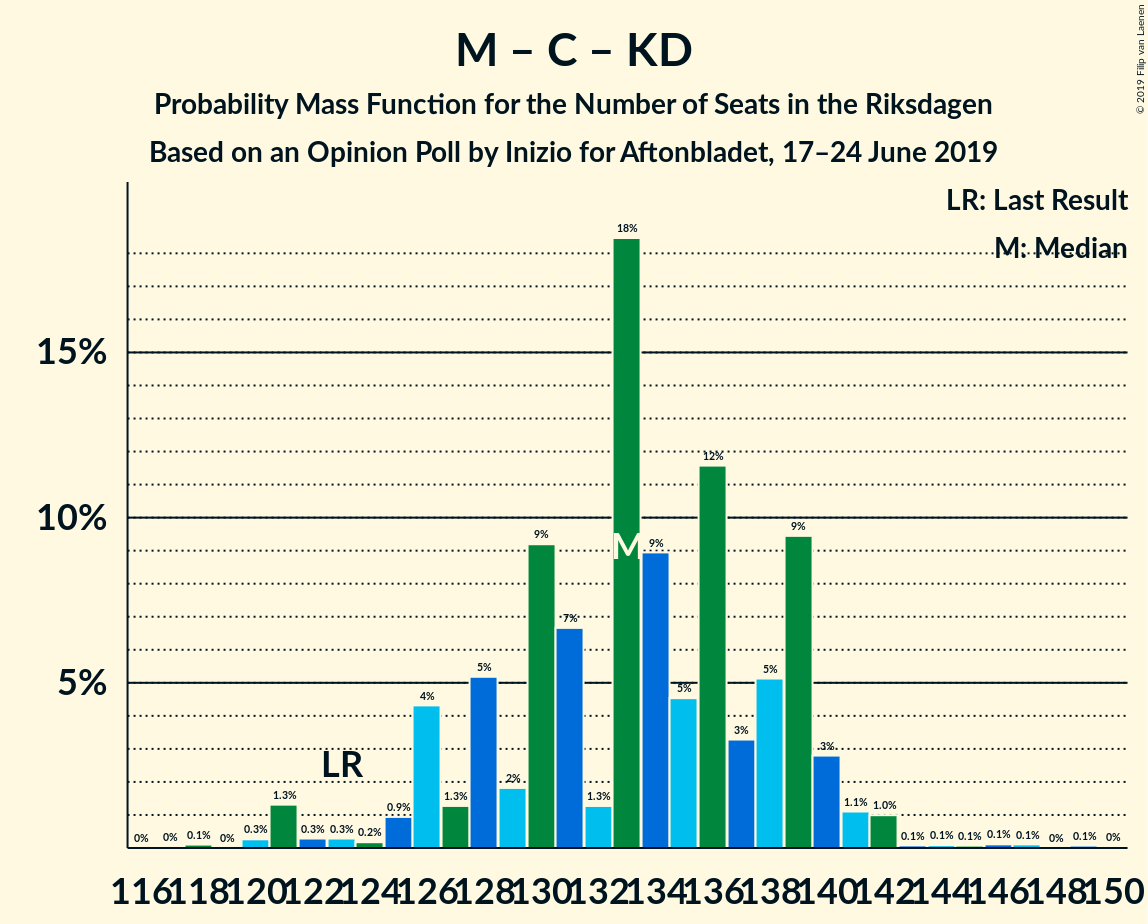 M – C – KD
Probability Mass Function for the Number of Seats in the Riksdagen
Based on an Opinion Poll by Inizio for Aftonbladet, 17–24 June 2019
© 2019 Filip van Laenen
LR: Last Result
M: Median
15%
10%
5%
0% 0% 0.1% 0% 0.3% 1.3% 0.3% 0.3% 0.2% 0.9% 4% 1.3% 5% 2% 9% 7% 1.3% 18% 9% 5% 12% 3% 5% 9% 3% 1.1% 1.0% 0.1% 0.1% 0.1% 0.1% 0.1% 0% 0.1% 0%
LR
M
116 118 120 122 124 126 128 130 132 134 136 138 140 142 144 146 148 150